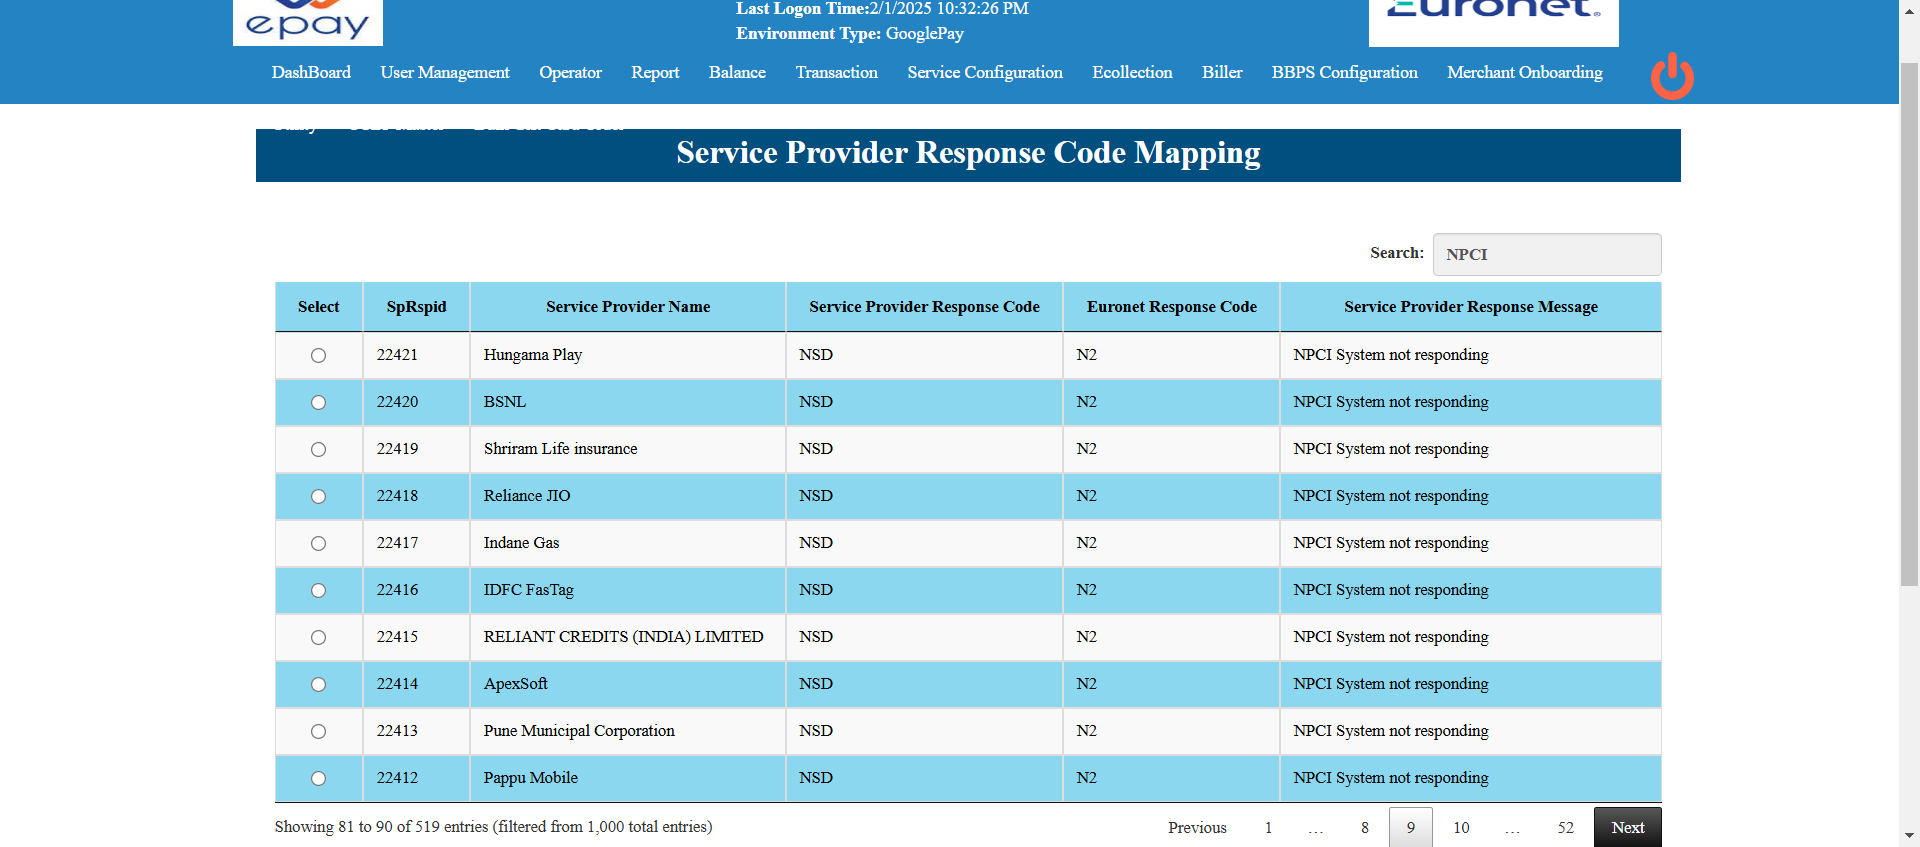 epay
Last Logon Time:2/1/2025 10:32:26 PM
Environment Type: GooglePay
Euronet
DashBoard User Management Operator Report Balance Transaction Service Configuration Ecollection Biller BBPS Configuration Merchant Onboarding
Service Provider Response Code Mapping
Search: NPCI
Select SpRspid Service Provider Name Service Provider Response Code Euronet Response Code Service Provider Response Message
22421 Hungama Play NSD N2 NPCI System not responding
22420 BSNL NSD N2 NPCI System not responding
22419 Shriram Life insurance NSD N2 NPCI System not responding
22418 Reliance JIO NSD N2 NPCI System not responding
22417 Indane Gas NSD N2 NPCI System not responding
22416 IDFC FasTag NSD N2 NPCI System not responding
22415 RELIANT CREDITS (INDIA) LIMITED NSD N2 NPCI System not responding
22414 ApexSoft NSD N2 NPCI System not responding
22413 Pune Municipal Corporation NSD N2 NPCI System not responding
22412 Pappu Mobile NSD N2 NPCI System not responding
Showing 81 to 90 of 519 entries (filtered from 1,000 total entries)
Previous 1 … 8 9 10 … 52 Next